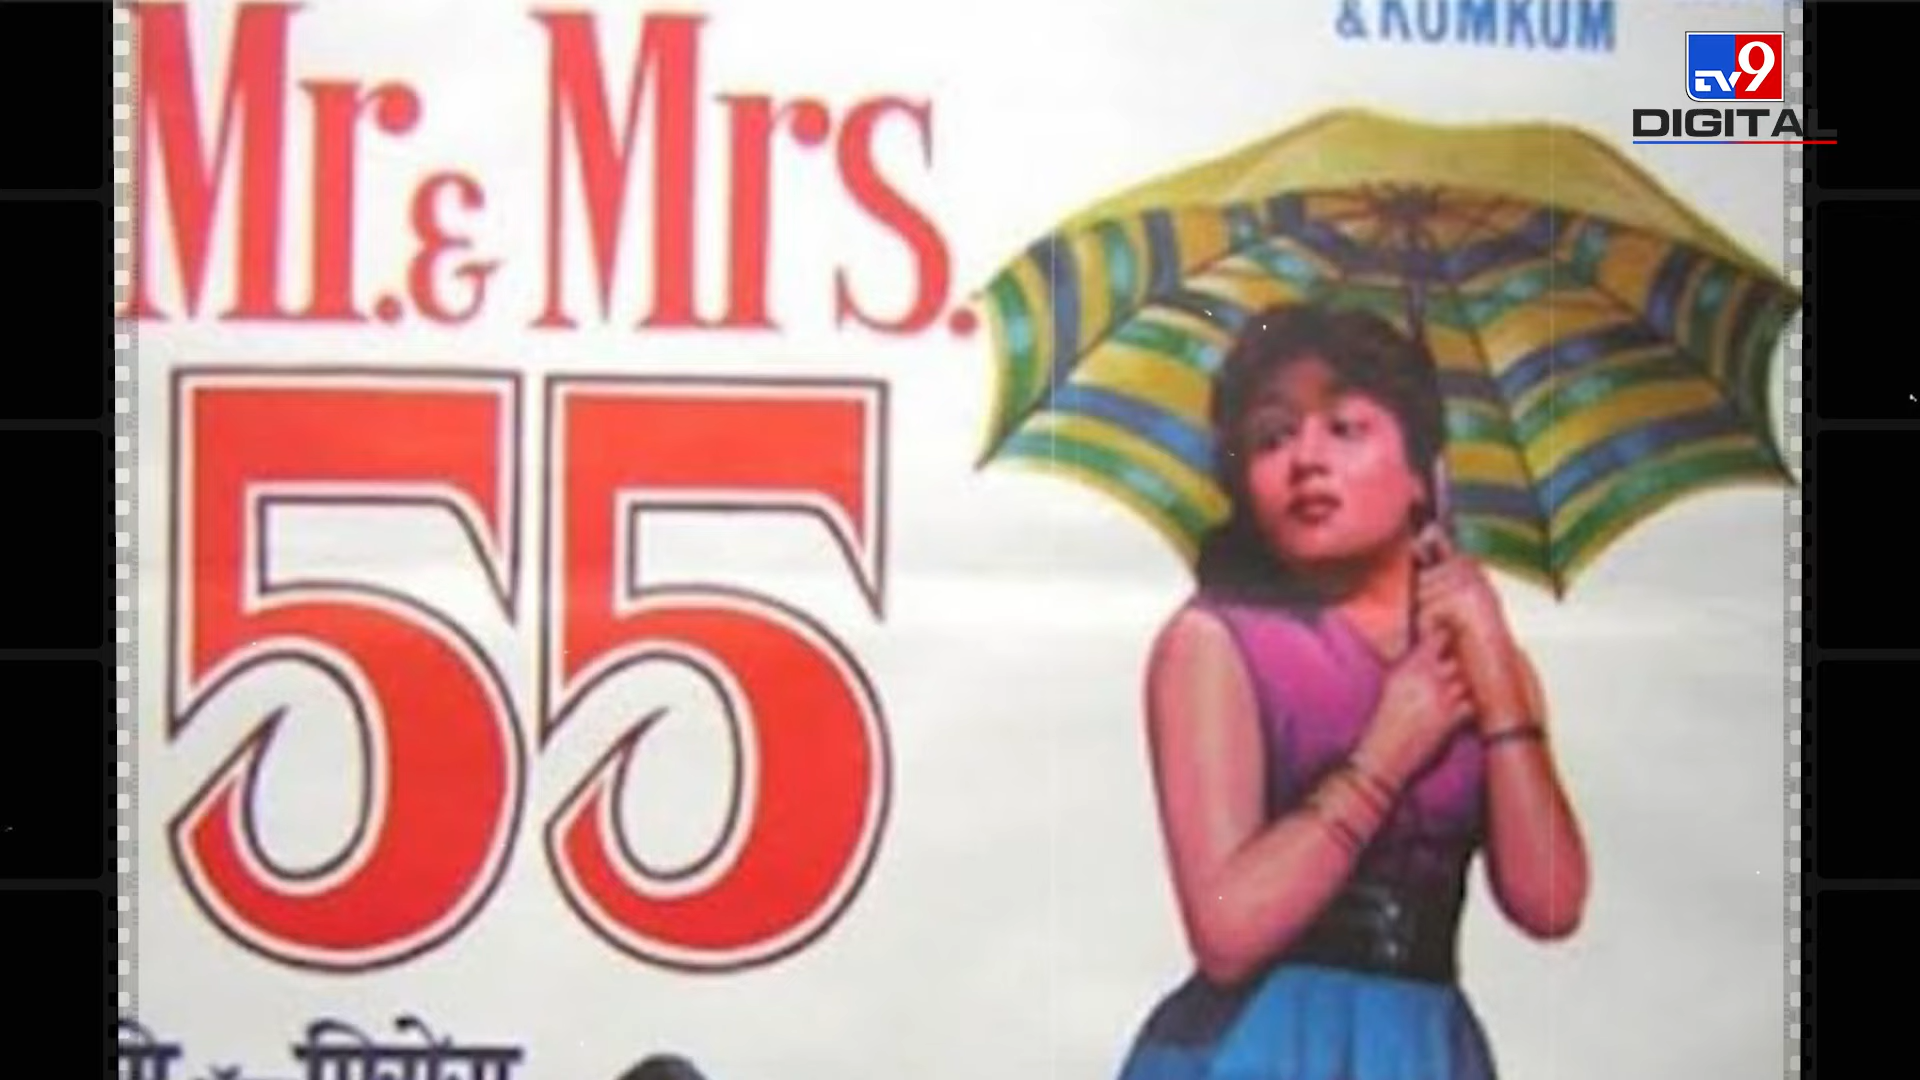 & KUMKUM
TV9
DIGITAL
Mr. & Mrs.
55